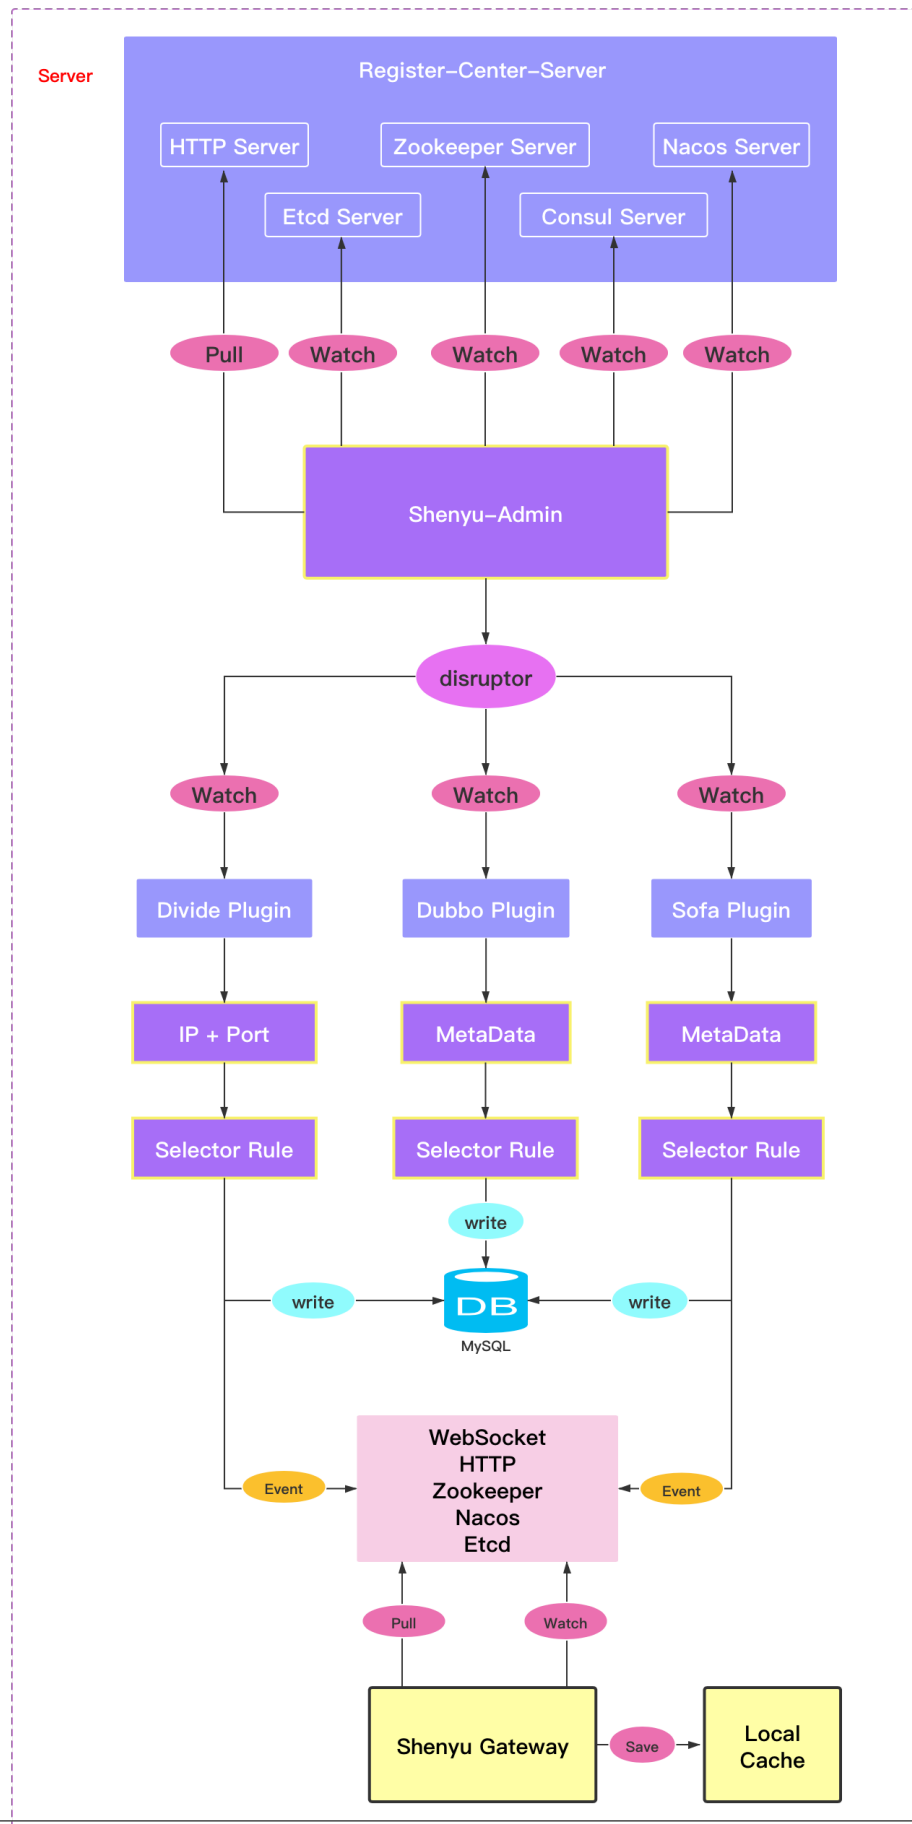 Server
Register-Center-Server
HTTP Server
Zookeeper Server
Nacos Server
Etcd Server
Consul Server
Pull
Watch
Watch
Watch
Watch
Shenyu-Admin
disruptor
Watch
Watch
Watch
Divide Plugin
Dubbo Plugin
Sofa Plugin
IP + Port
MetaData
MetaData
Selector Rule
Selector Rule
Selector Rule
write
write
DB
write
MySQL
WebSocket
HTTP
Zookeeper
Nacos
Etcd
Event
Event
Pull
Watch
Shenyu Gateway
Save
Local
Cache